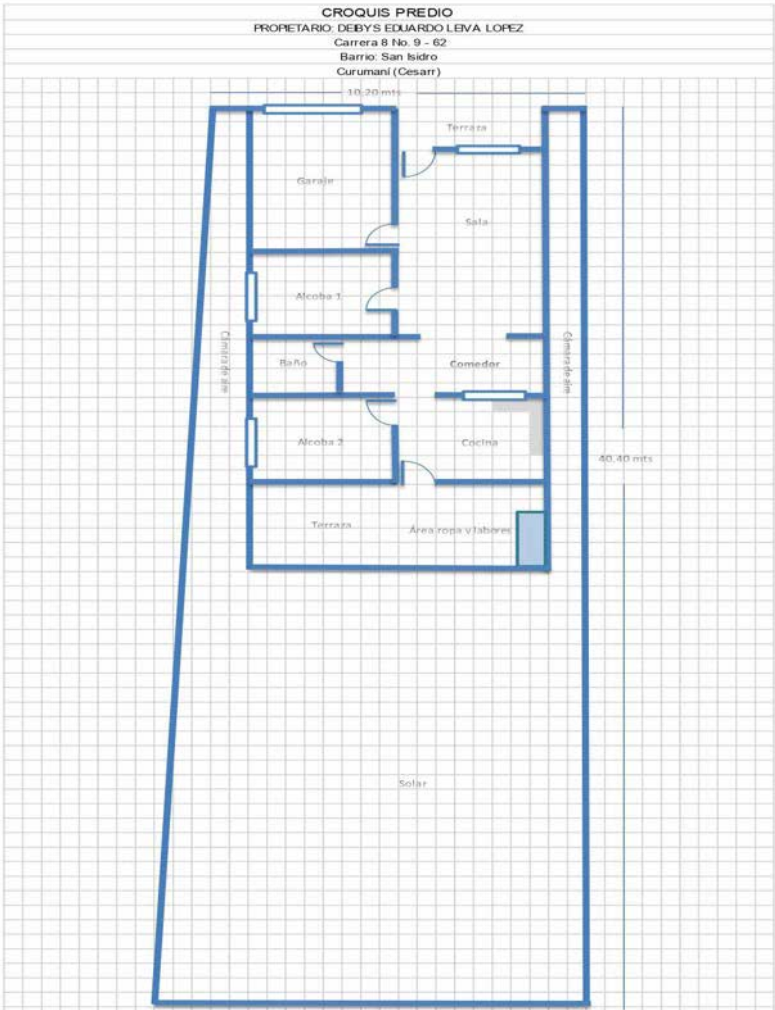 CROQUIS PREDIO
PROPIETARIO: DEIBYS EDUARDO LEIVA LOPEZ
Carrera 8 No. 9 - 62
Barrio: San Isidro
Curumaní (Cesarr)
10,20 mts
Terraza
Garaje
Sala
Alcoba 1
Cámara de aire
Baño
Comedor
Cámara de aire
Alcoba 2
Cocina
40,40 mts
Terraza
Área ropa y labores
Solar